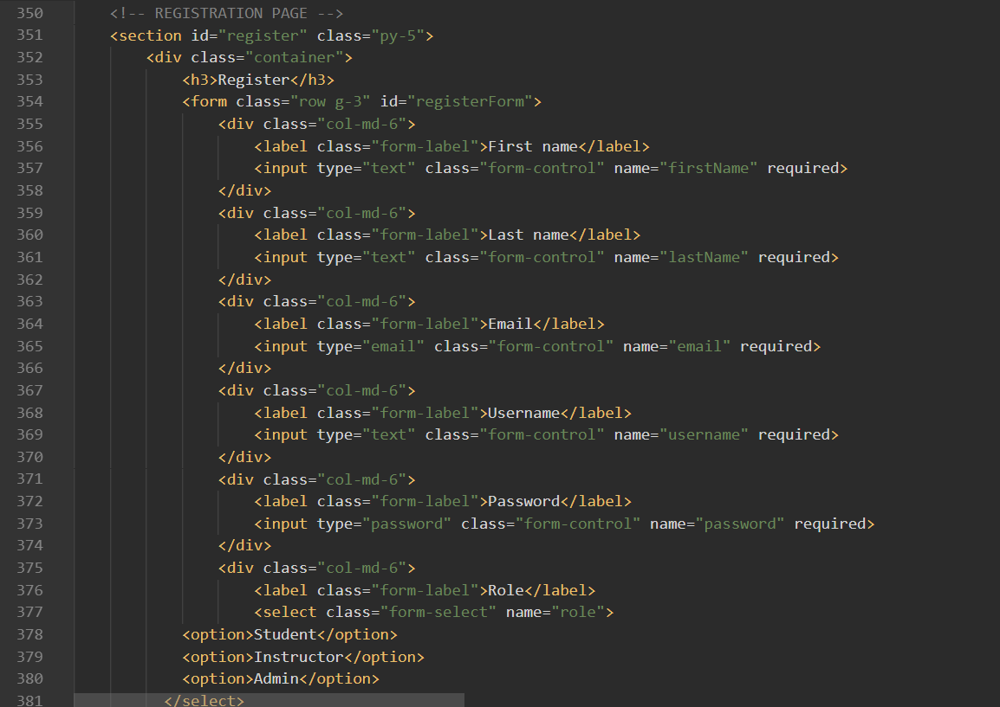 350 <!-- REGISTRATION PAGE -->
351 <section id="register" class="py-5">
352 <div class="container">
353 <h3>Register</h3>
354 <form class="row g-3" id="registerForm">
355 <div class="col-md-6">
356 <label class="form-label">First name</label>
357 <input type="text" class="form-control" name="firstName" required>
358 </div>
359 <div class="col-md-6">
360 <label class="form-label">Last name</label>
361 <input type="text" class="form-control" name="lastName" required>
362 </div>
363 <div class="col-md-6">
364 <label class="form-label">Email</label>
365 <input type="email" class="form-control" name="email" required>
366 </div>
367 <div class="col-md-6">
368 <label class="form-label">Username</label>
369 <input type="text" class="form-control" name="username" required>
370 </div>
371 <div class="col-md-6">
372 <label class="form-label">Password</label>
373 <input type="password" class="form-control" name="password" required>
374 </div>
375 <div class="col-md-6">
376 <label class="form-label">Role</label>
377 <select class="form-select" name="role">
378 <option>Student</option>
379 <option>Instructor</option>
380 <option>Admin</option>
381 </select>